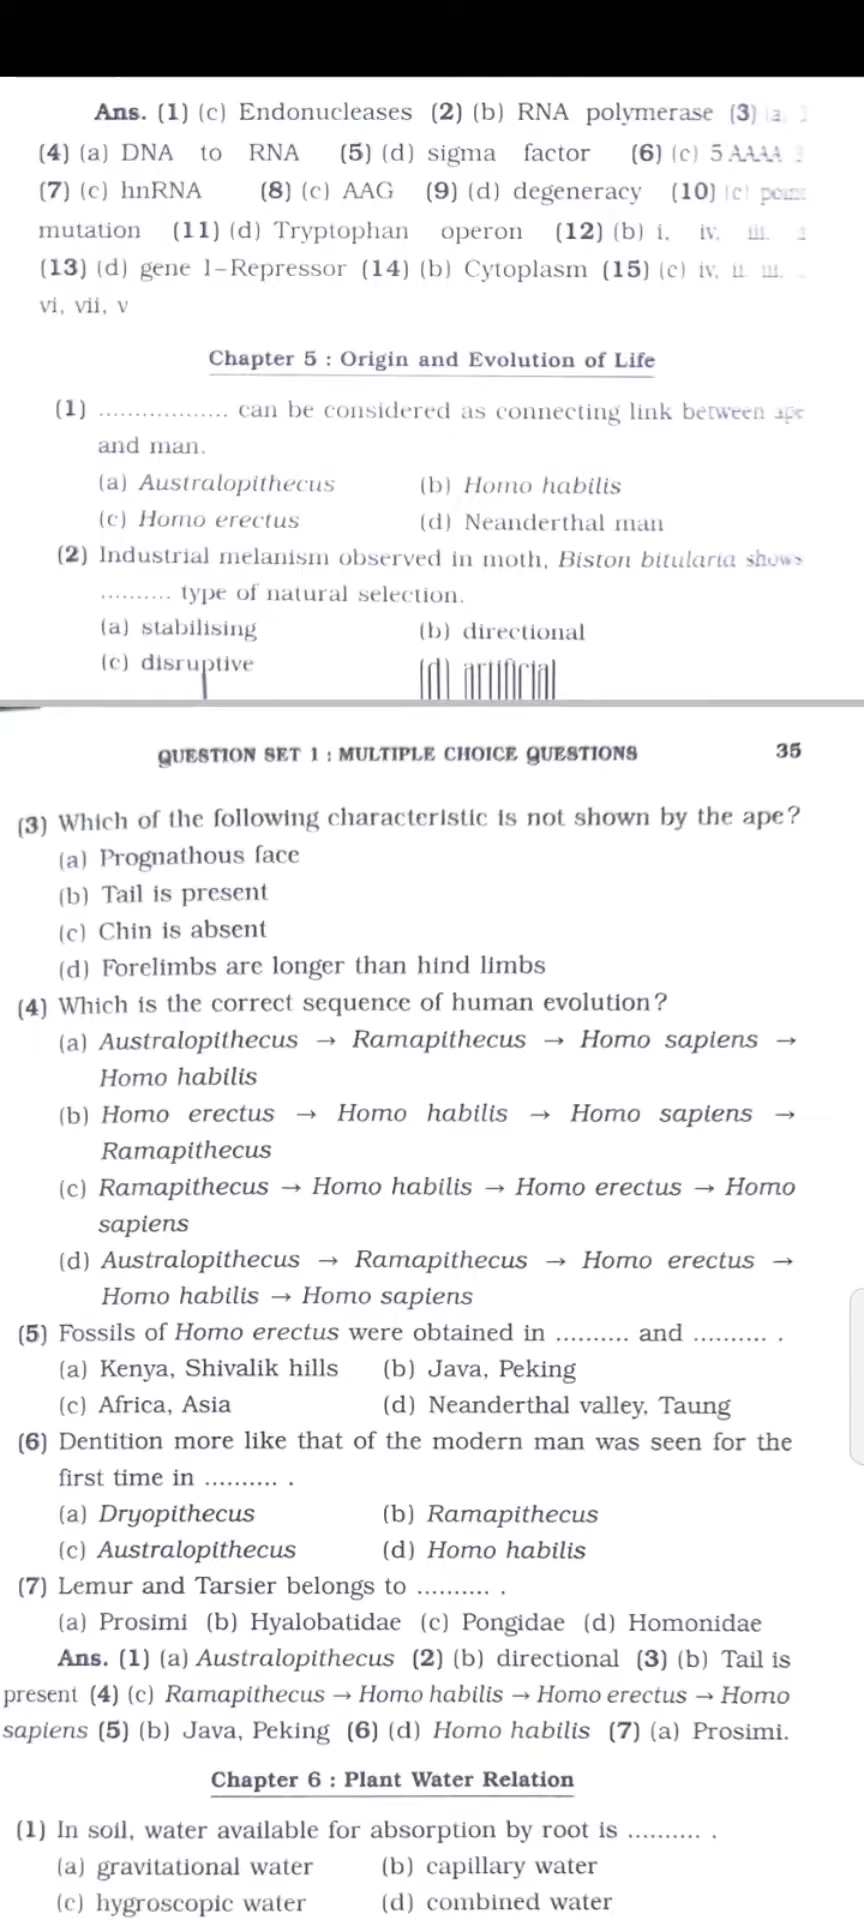 Ans. (1) (c) Endonucleases (2) (b) RNA polymerase (3) (a)
(4) (a) DNA to RNA (5) (d) sigma factor (6) (c) 5 AAAA 3
(7) (c) hnRNA (8) (c) AAG (9) (d) degeneracy (10) (c) point
mutation (11) (d) Tryptophan operon (12) (b) i, iv, iii,
(13) (d) gene 1-Repressor (14) (b) Cytoplasm (15) (c) iv, ii, iii,
vi, vii, v
Chapter 5 : Origin and Evolution of Life
(1) .................. can be considered as connecting link between ape
and man.
(a) Australopithecus (b) Homo habilis
(c) Homo erectus (d) Neanderthal man
(2) Industrial melanism observed in moth, Biston bitularia shows
.......... type of natural selection.
(a) stabilising (b) directional
(c) disruptive (d) artificial
QUESTION SET 1 : MULTIPLE CHOICE QUESTIONS 35
(3) Which of the following characteristic is not shown by the ape?
(a) Prognathous face
(b) Tail is present
(c) Chin is absent
(d) Forelimbs are longer than hind limbs
(4) Which is the correct sequence of human evolution?
(a) Australopithecus → Ramapithecus → Homo sapiens →
Homo habilis
(b) Homo erectus → Homo habilis → Homo sapiens →
Ramapithecus
(c) Ramapithecus → Homo habilis → Homo erectus → Homo
sapiens
(d) Australopithecus → Ramapithecus → Homo erectus →
Homo habilis → Homo sapiens
(5) Fossils of Homo erectus were obtained in .......... and .......... .
(a) Kenya, Shivalik hills (b) Java, Peking
(c) Africa, Asia (d) Neanderthal valley, Taung
(6) Dentition more like that of the modern man was seen for the
first time in .......... .
(a) Dryopithecus (b) Ramapithecus
(c) Australopithecus (d) Homo habilis
(7) Lemur and Tarsier belongs to .......... .
(a) Prosimi (b) Hyalobatidae (c) Pongidae (d) Homonidae
Ans. (1) (a) Australopithecus (2) (b) directional (3) (b) Tail is
present (4) (c) Ramapithecus → Homo habilis → Homo erectus → Homo
sapiens (5) (b) Java, Peking (6) (d) Homo habilis (7) (a) Prosimi.
Chapter 6 : Plant Water Relation
(1) In soil, water available for absorption by root is .......... .
(a) gravitational water (b) capillary water
(c) hygroscopic water (d) combined water